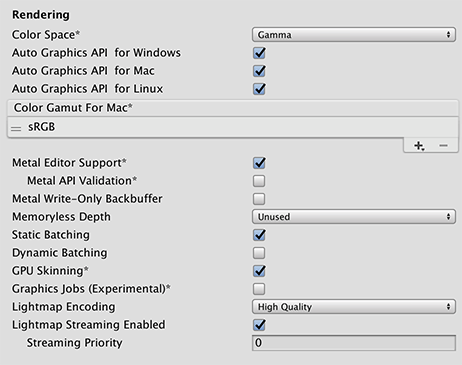 Rendering
Color Space* Gamma
Auto Graphics API  for Windows
Auto Graphics API  for Mac
Auto Graphics API  for Linux
Color Gamut For Mac*
sRGB
Metal Editor Support*
Metal API Validation*
Metal Write-Only Backbuffer
Memoryless Depth Unused
Static Batching
Dynamic Batching
GPU Skinning*
Graphics Jobs (Experimental)*
Lightmap Encoding High Quality
Lightmap Streaming Enabled
Streaming Priority 0